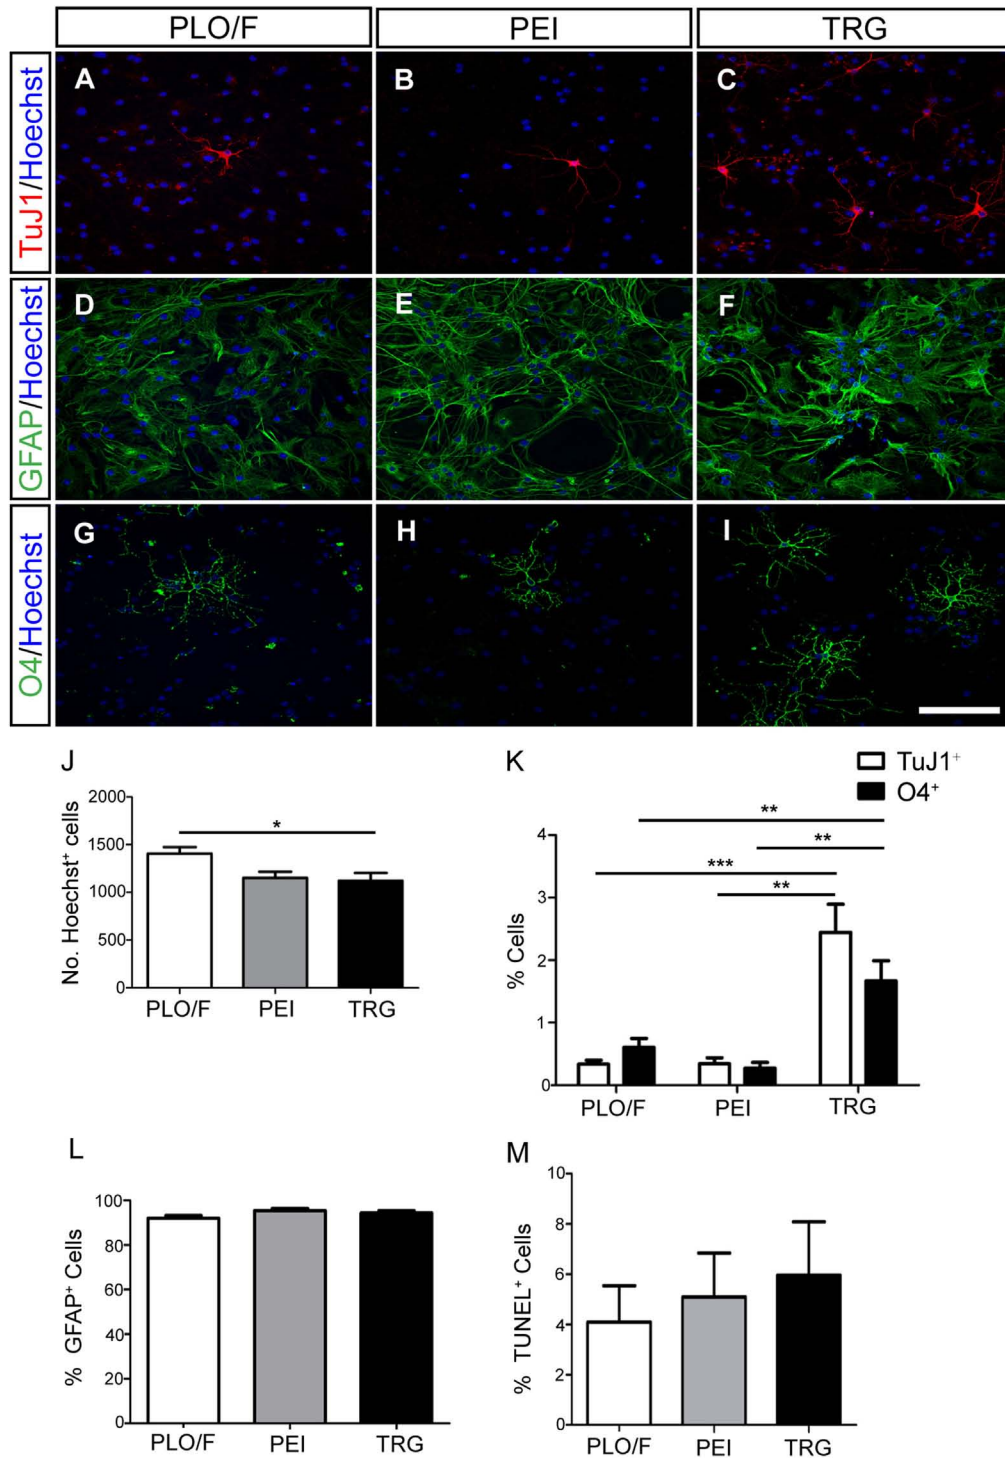 PLO/F PEI TRG
TuJ1/Hoechst
A B C
GFAP/Hoechst
D E F
O4/Hoechst
G H I
J
No. Hoechst⁺ cells
2000
1500
1000
500
0
*
PLO/F PEI TRG
K
TuJ1⁺
O4⁺
% Cells
4
3
2
1
0
**
**
***
**
PLO/F PEI TRG
L
% GFAP⁺ Cells
100
80
60
40
20
0
PLO/F PEI TRG
M
% TUNEL⁺ Cells
10
8
6
4
2
0
PLO/F PEI TRG